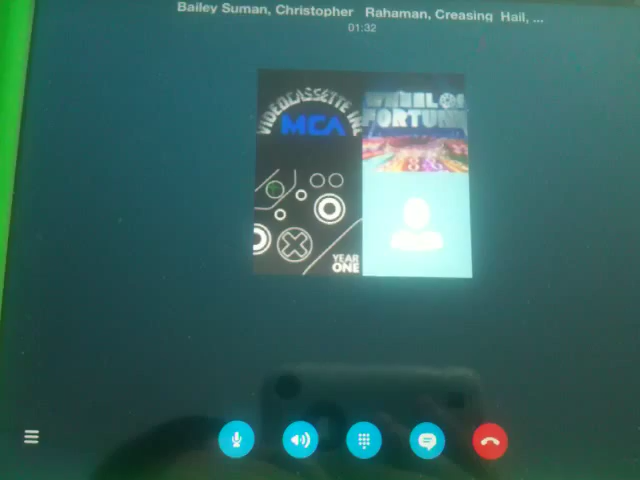 Bailey Suman, Christopher Rahaman, Creasing Hail, ...
01:32
VIDEOCASSETTE INC
MCA
WHEEL OF
FORTUNE
YEAR
ONE